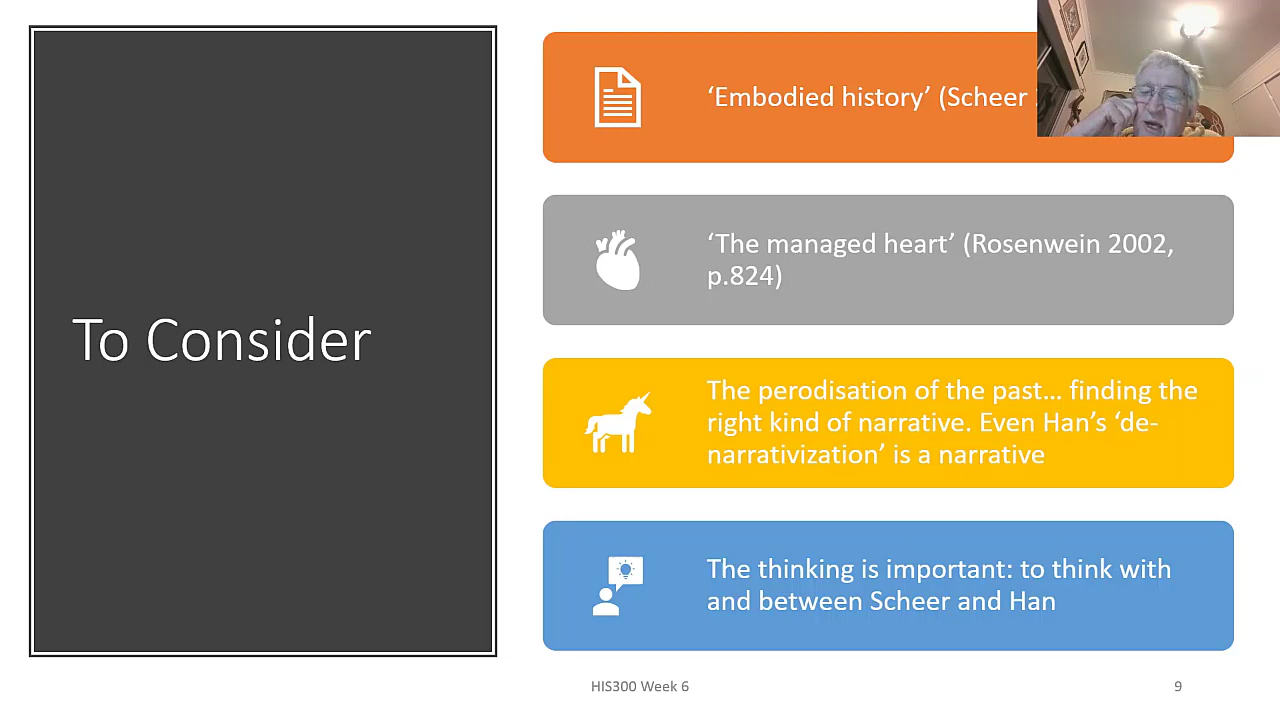 To Consider
‘Embodied history’ (Scheer
‘The managed heart’ (Rosenwein 2002,
p.824)
The perodisation of the past… finding the
right kind of narrative. Even Han’s ‘de-
narrativization’ is a narrative
The thinking is important: to think with
and between Scheer and Han
HIS300 Week 6
9